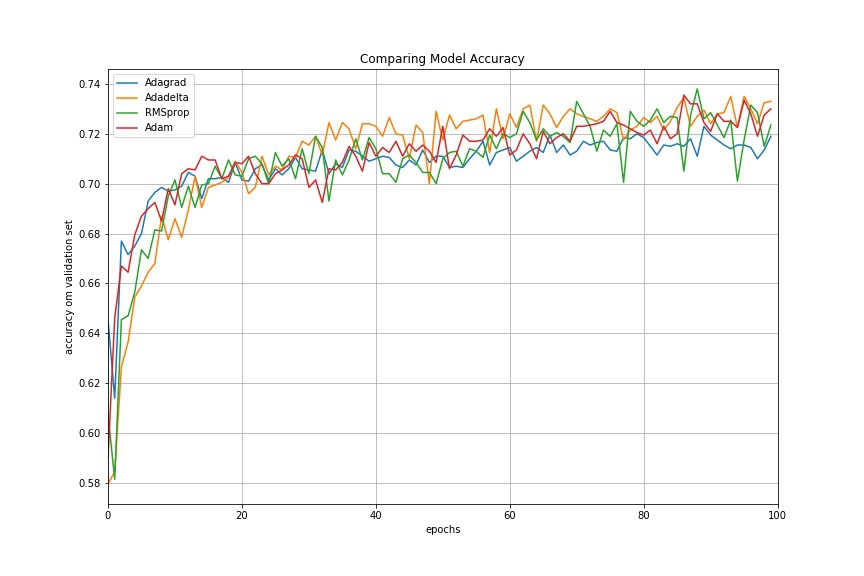 Comparing Model Accuracy
Adagrad
Adadelta
RMSprop
Adam
accuracy om validation set
0.74
0.72
0.70
0.68
0.66
0.64
0.62
0.60
0.58
0 20 40 60 80 100
epochs